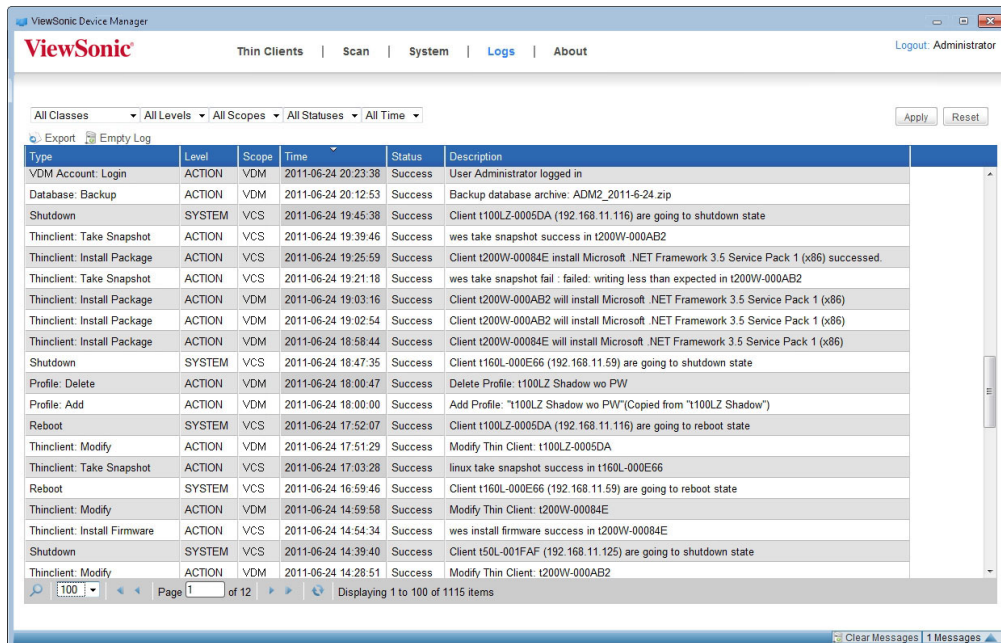 ViewSonic Device Manager
ViewSonic®
Thin Clients | Scan | System | Logs | About
Logout: Administrator
All Classes All Levels All Scopes All Statuses All Time Apply Reset
Export Empty Log
Type Level Scope Time Status Description
VDM Account: Login ACTION VDM 2011-06-24 20:23:38 Success User Administrator logged in
Database: Backup ACTION VDM 2011-06-24 20:12:53 Success Backup database archive: ADM2_2011-6-24.zip
Shutdown SYSTEM VCS 2011-06-24 19:45:38 Success Client t100LZ-0005DA (192.168.11.116) are going to shutdown state
Thinclient: Take Snapshot ACTION VCS 2011-06-24 19:39:46 Success wes take snapshot success in t200W-000AB2
Thinclient: Install Package ACTION VCS 2011-06-24 19:25:59 Success Client t200W-00084E install Microsoft .NET Framework 3.5 Service Pack 1 (x86) successed.
Thinclient: Take Snapshot ACTION VCS 2011-06-24 19:21:18 Success wes take snapshot fail : failed: writing less than expected in t200W-000AB2
Thinclient: Install Package ACTION VDM 2011-06-24 19:03:16 Success Client t200W-000AB2 will install Microsoft .NET Framework 3.5 Service Pack 1 (x86)
Thinclient: Install Package ACTION VDM 2011-06-24 19:02:54 Success Client t200W-000AB2 will install Microsoft .NET Framework 3.5 Service Pack 1 (x86)
Thinclient: Install Package ACTION VDM 2011-06-24 18:58:44 Success Client t200W-00084E will install Microsoft .NET Framework 3.5 Service Pack 1 (x86)
Shutdown SYSTEM VCS 2011-06-24 18:47:35 Success Client t160L-000E66 (192.168.11.59) are going to shutdown state
Profile: Delete ACTION VDM 2011-06-24 18:00:47 Success Delete Profile: t100LZ Shadow wo PW
Profile: Add ACTION VDM 2011-06-24 18:00:00 Success Add Profile: "t100LZ Shadow wo PW"(Copied from "t100LZ Shadow")
Reboot SYSTEM VCS 2011-06-24 17:52:07 Success Client t100LZ-0005DA (192.168.11.116) are going to reboot state
Thinclient: Modify ACTION VDM 2011-06-24 17:51:29 Success Modify Thin Client: t100LZ-0005DA
Thinclient: Take Snapshot ACTION VCS 2011-06-24 17:03:28 Success linux take snapshot success in t160L-000E66
Reboot SYSTEM VCS 2011-06-24 16:59:46 Success Client t160L-000E66 (192.168.11.59) are going to reboot state
Thinclient: Modify ACTION VDM 2011-06-24 14:59:58 Success Modify Thin Client: t200W-00084E
Thinclient: Install Firmware ACTION VCS 2011-06-24 14:54:34 Success wes install firmware success in t200W-00084E
Shutdown SYSTEM VCS 2011-06-24 14:39:40 Success Client t50L-001FAF (192.168.11.125) are going to shutdown state
Thinclient: Modify ACTION VDM 2011-06-24 14:28:51 Success Modify Thin Client: t200W-000AB2
100 Page 1 of 12 Displaying 1 to 100 of 1115 items
Clear Messages 1 Messages